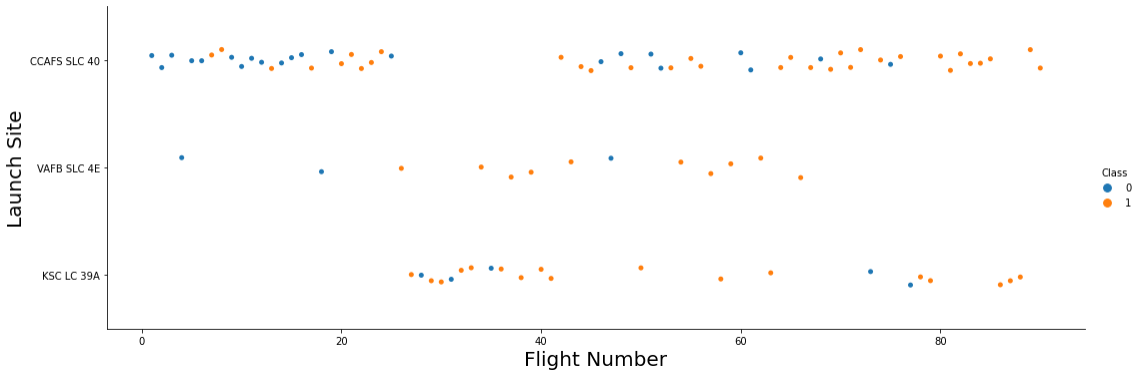 Launch Site
CCAFS SLC 40
VAFB SLC 4E
KSC LC 39A
0
20
40
60
80
Flight Number
Class
0
1